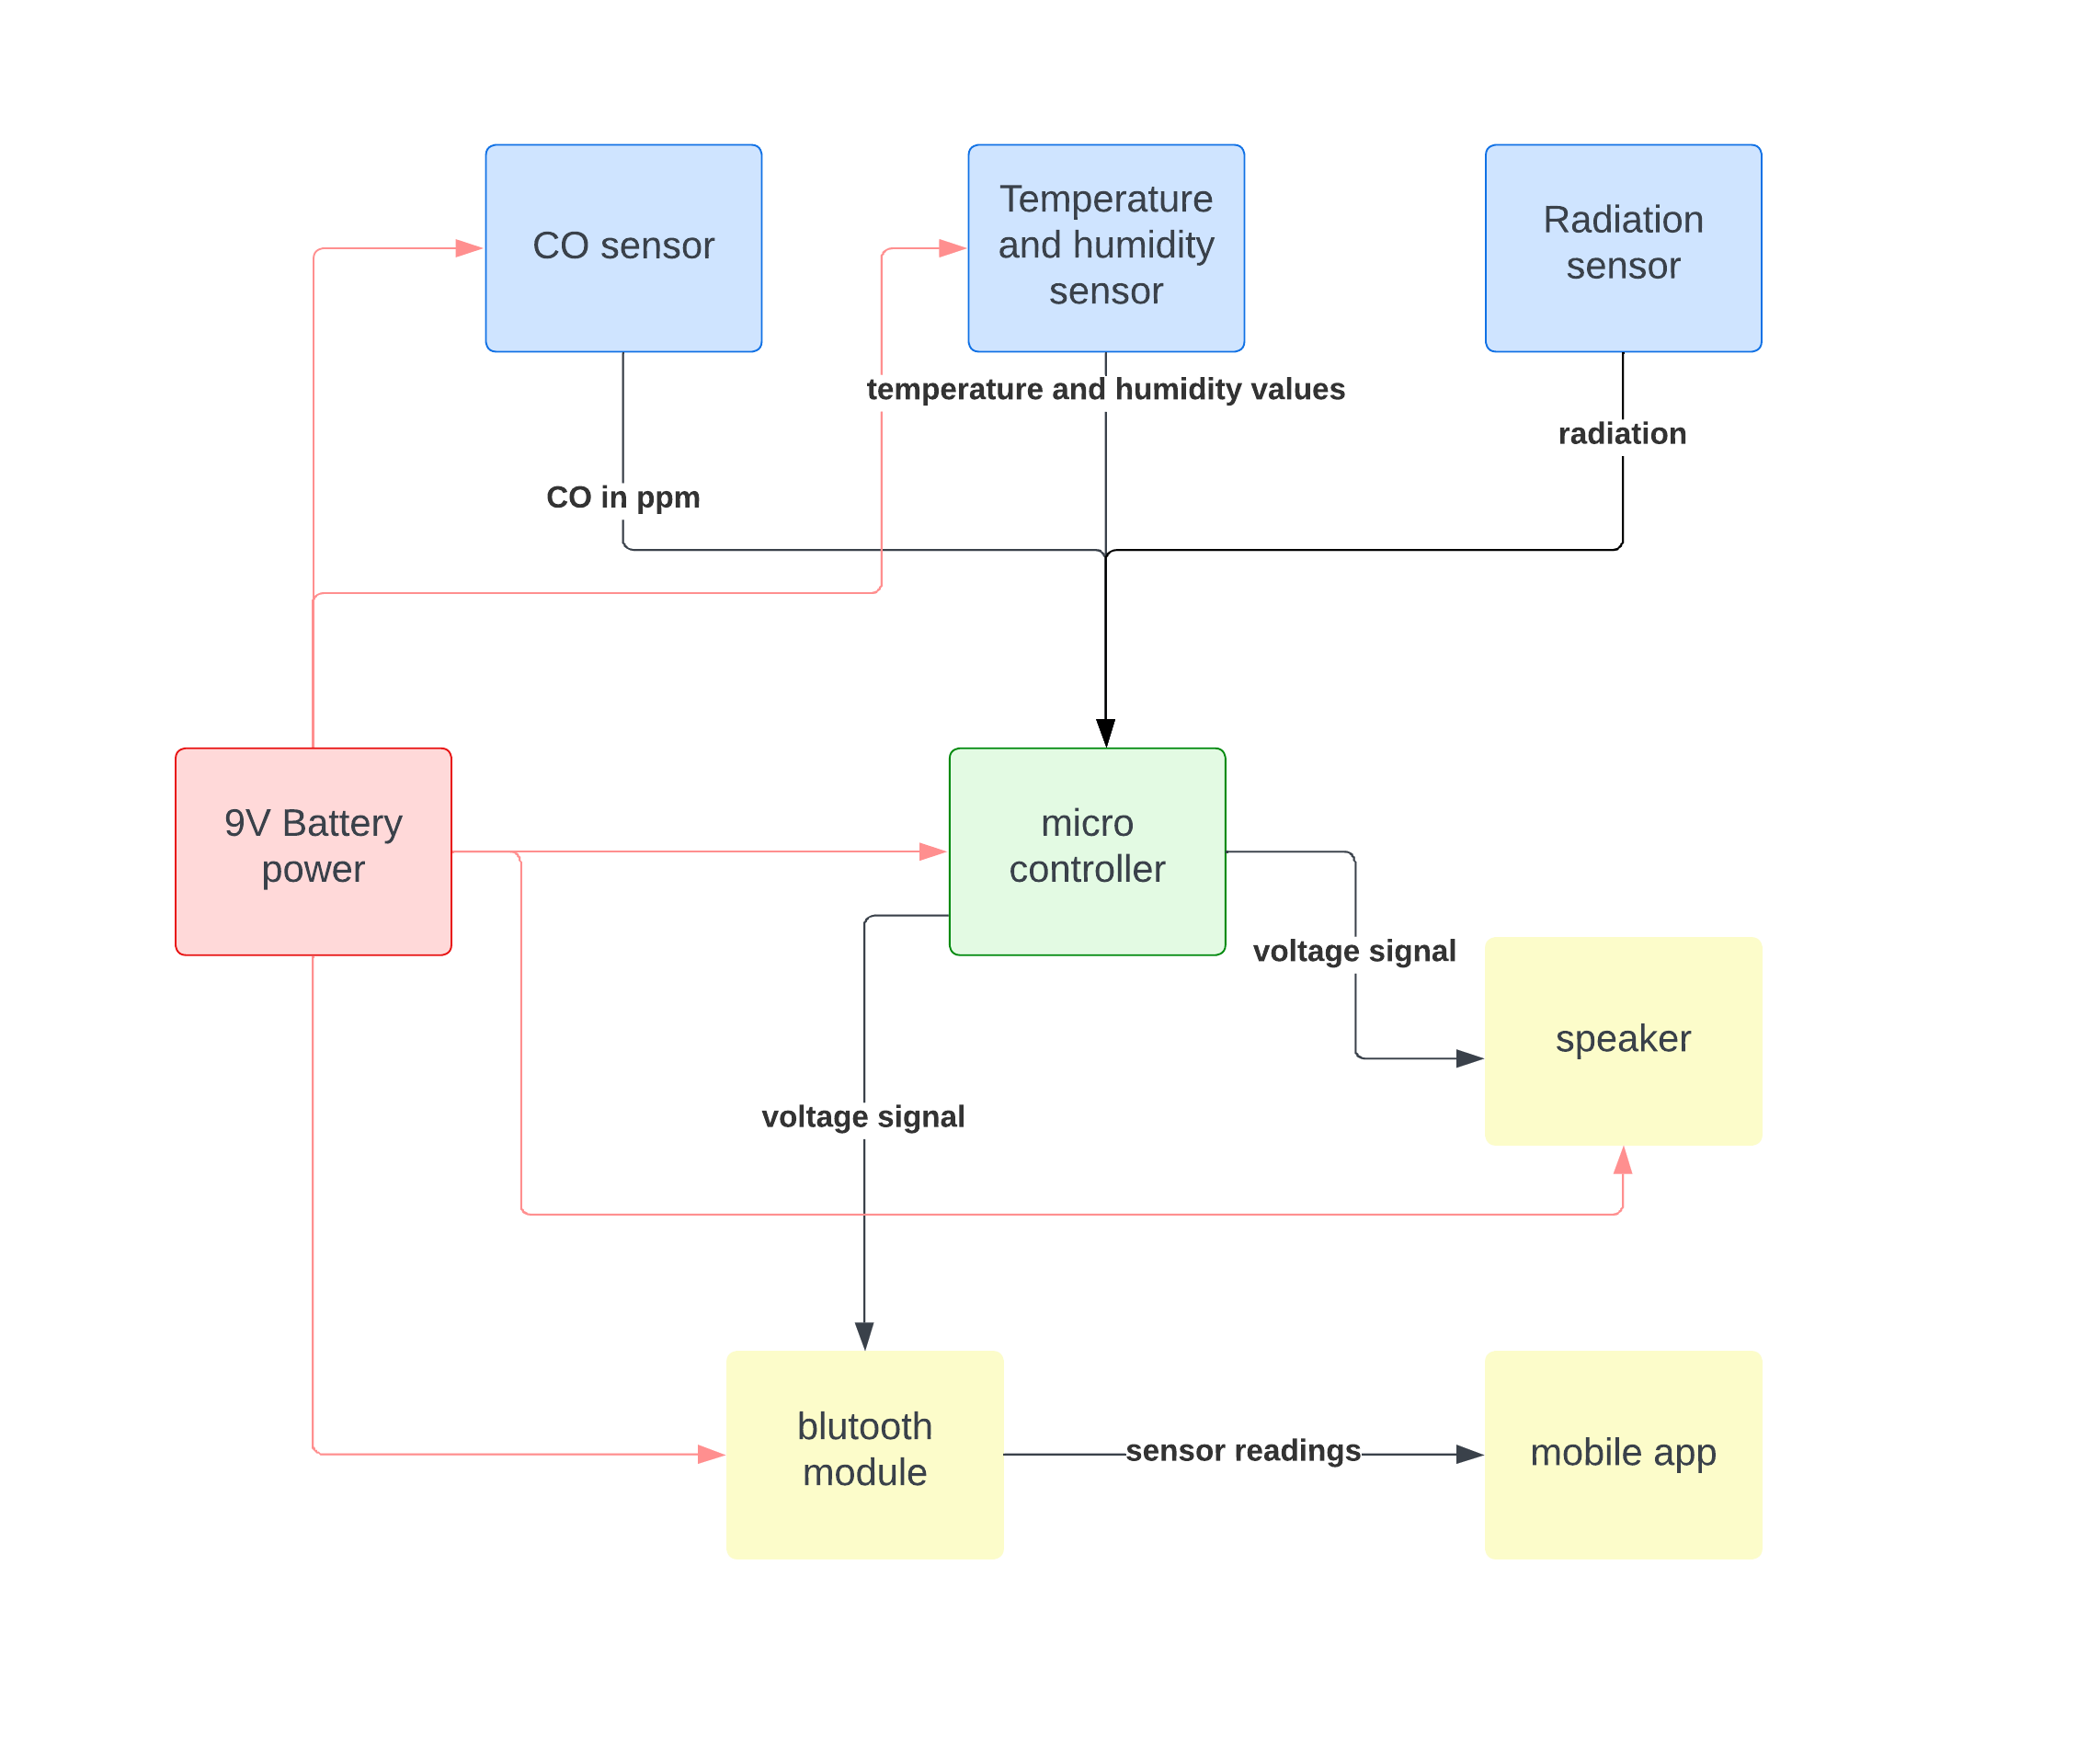 CO sensor
Temperature
and humidity
sensor
Radiation
sensor
temperature and humidity values
radiation
CO in ppm
9V Battery
power
micro
controller
voltage signal
speaker
voltage signal
blutooth
module
sensor readings
mobile app